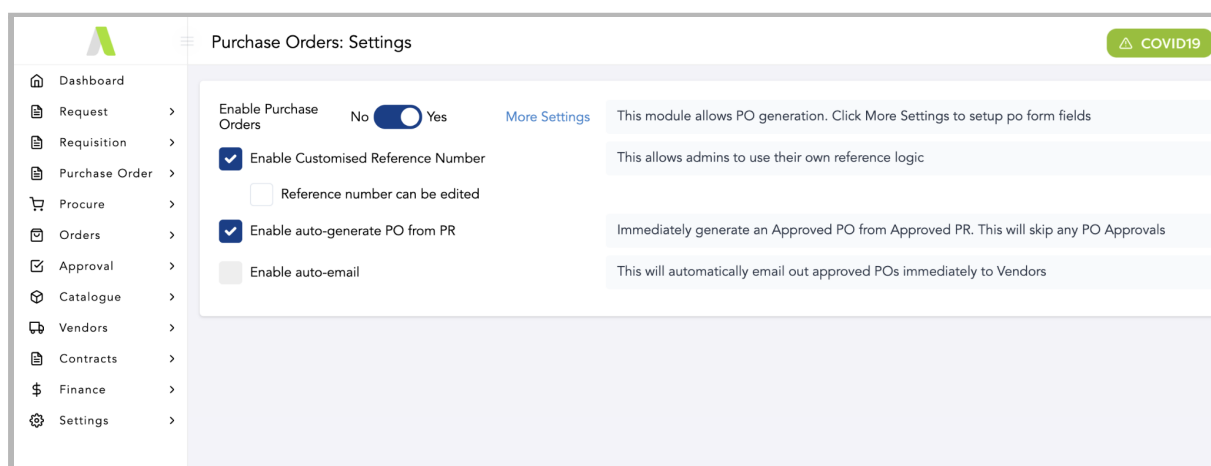 Purchase Orders: Settings
COVID19
Dashboard
Request
Requisition
Purchase Order
Procure
Orders
Approval
Catalogue
Vendors
Contracts
Finance
Settings
Enable Purchase
Orders
No
Yes
More Settings
This module allows PO generation. Click More Settings to setup po form fields
Enable Customised Reference Number
This allows admins to use their own reference logic
Reference number can be edited
Enable auto-generate PO from PR
Immediately generate an Approved PO from Approved PR. This will skip any PO Approvals
Enable auto-email
This will automatically email out approved POs immediately to Vendors